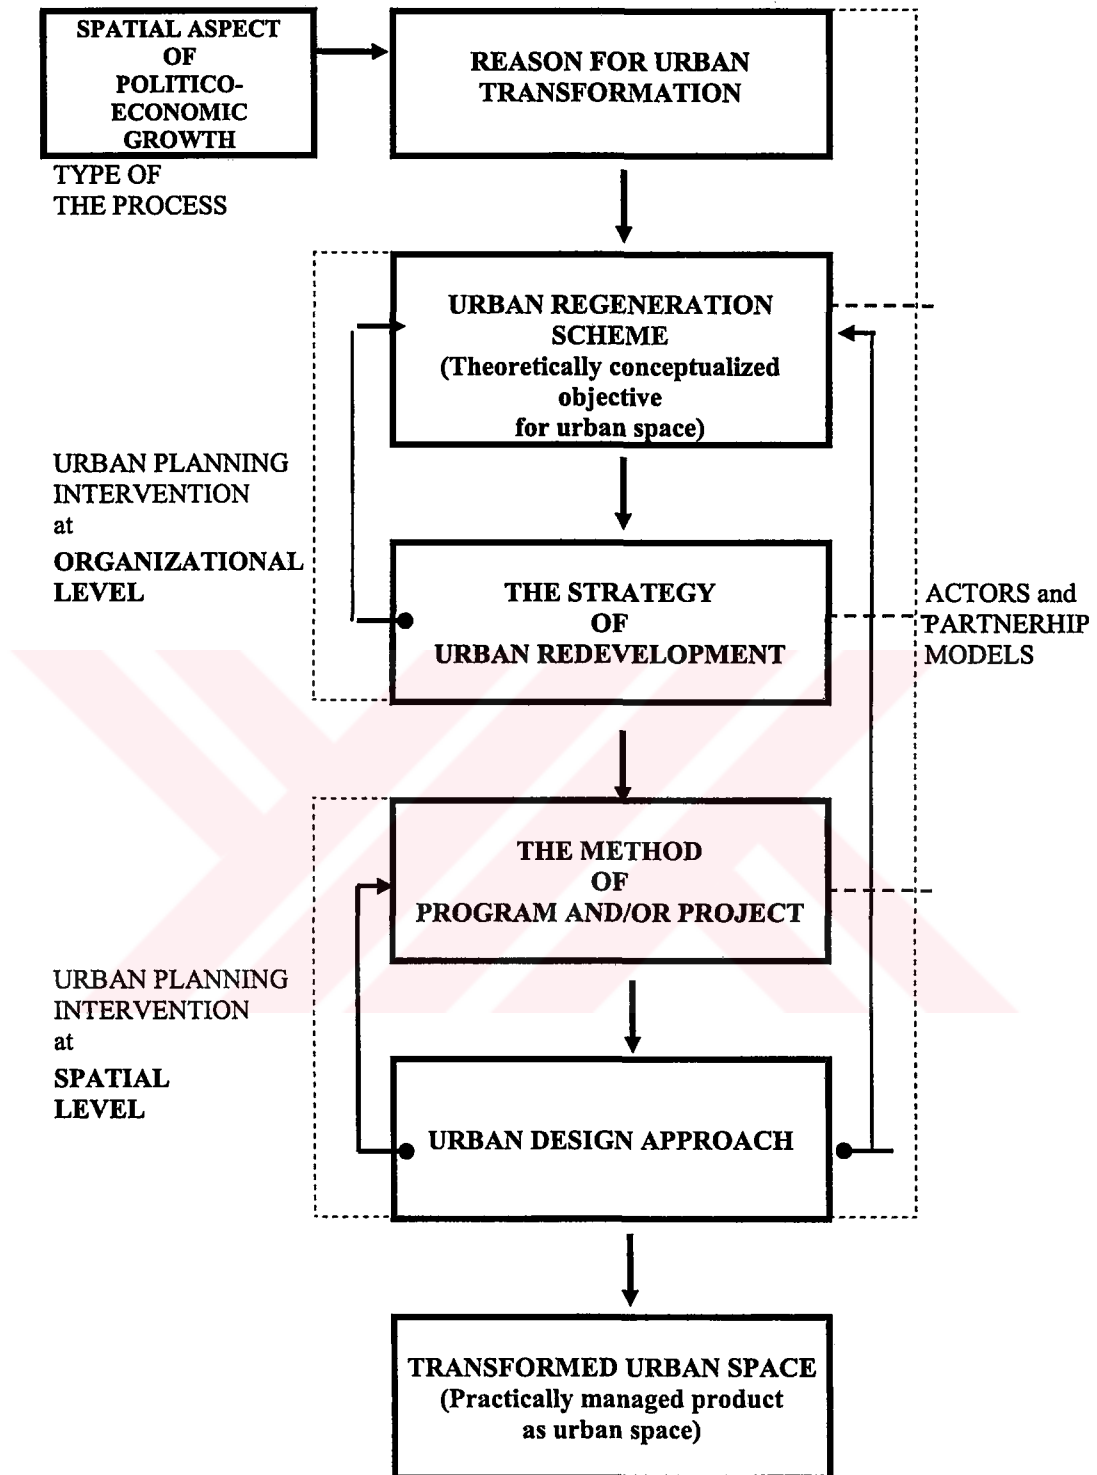 SPATIAL ASPECT
OF
POLITICO-
ECONOMIC
GROWTH
TYPE OF
THE PROCESS
REASON FOR URBAN
TRANSFORMATION
URBAN REGENERATION
SCHEME
(Theoretically conceptualized
objective
for urban space)
URBAN PLANNING
INTERVENTION
at
ORGANIZATIONAL
LEVEL
THE STRATEGY
OF
URBAN REDEVELOPMENT
ACTORS and
PARTNERHIP
MODELS
THE METHOD
OF
PROGRAM AND/OR PROJECT
URBAN PLANNING
INTERVENTION
at
SPATIAL
LEVEL
URBAN DESIGN APPROACH
TRANSFORMED URBAN SPACE
(Practically managed product
as urban space)